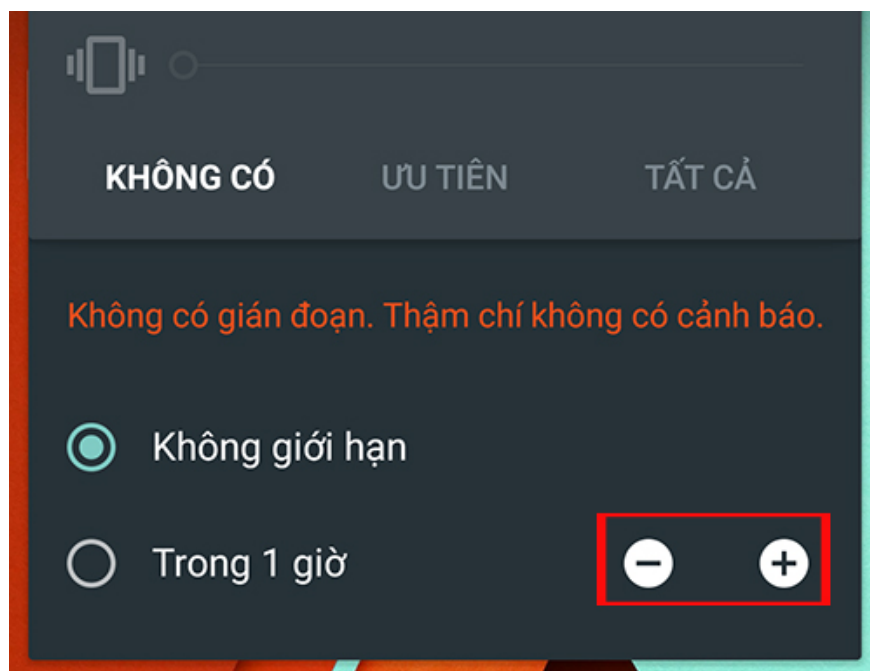 KHÔNG CÓ ƯU TIÊN TẤT CẢ
Không có gián đoạn. Thậm chí không có cảnh báo.
Không giới hạn
Trong 1 giờ